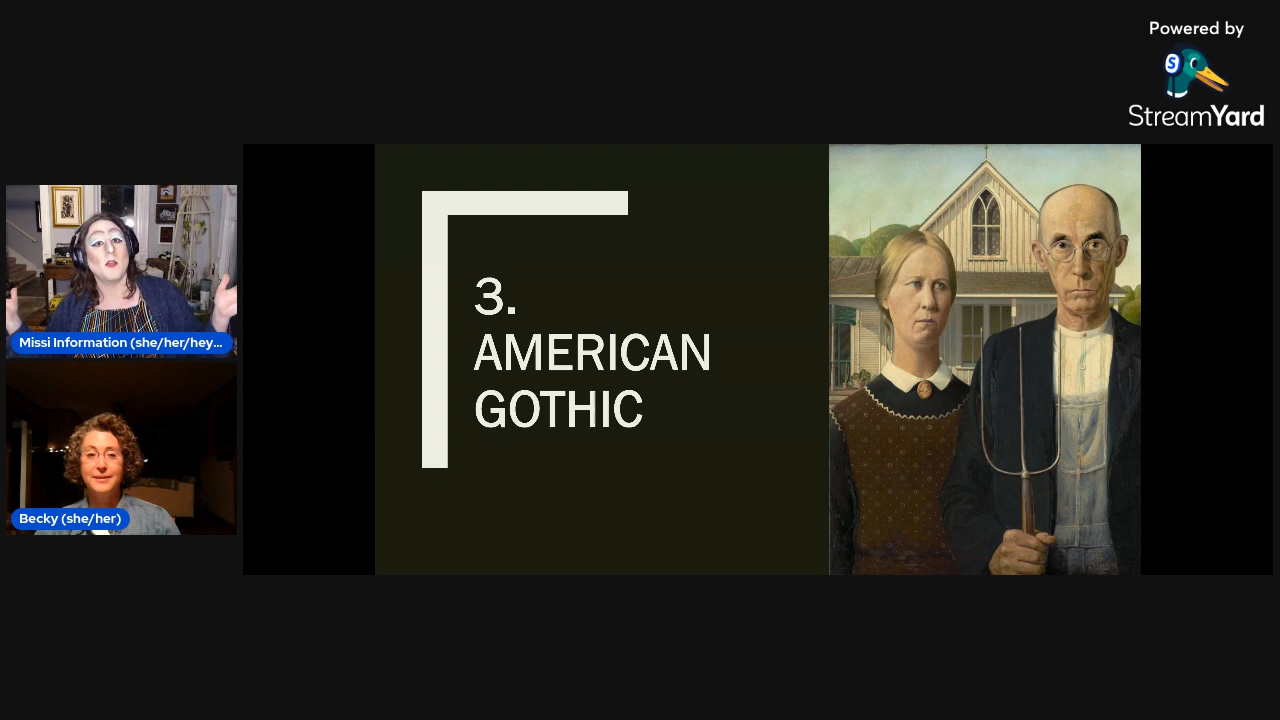 Powered by
S
StreamYard
3.
AMERICAN
GOTHIC
Missi Information (she/her/hey...
Becky (she/her)